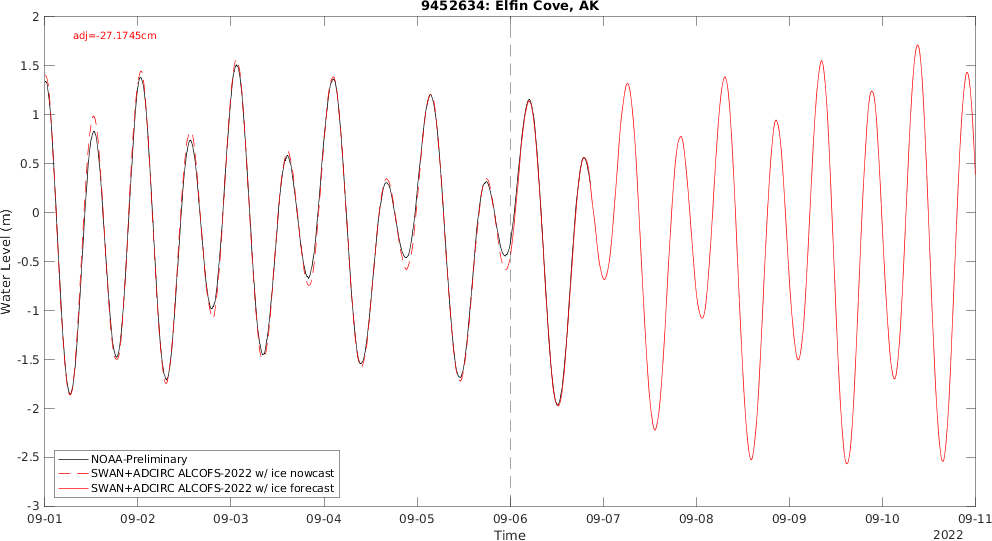 9452634: Elfin Cove, AK
adj=-27.1745cm
2
1.5
1
0.5
0
-0.5
-1
-1.5
-2
-2.5
-3
Water Level (m)
NOAA-Preliminary
SWAN+ADCIRC ALCOFS-2022 w/ ice nowcast
SWAN+ADCIRC ALCOFS-2022 w/ ice forecast
09-01 09-02 09-03 09-04 09-05 09-06 09-07 09-08 09-09 09-10 09-11
Time
2022